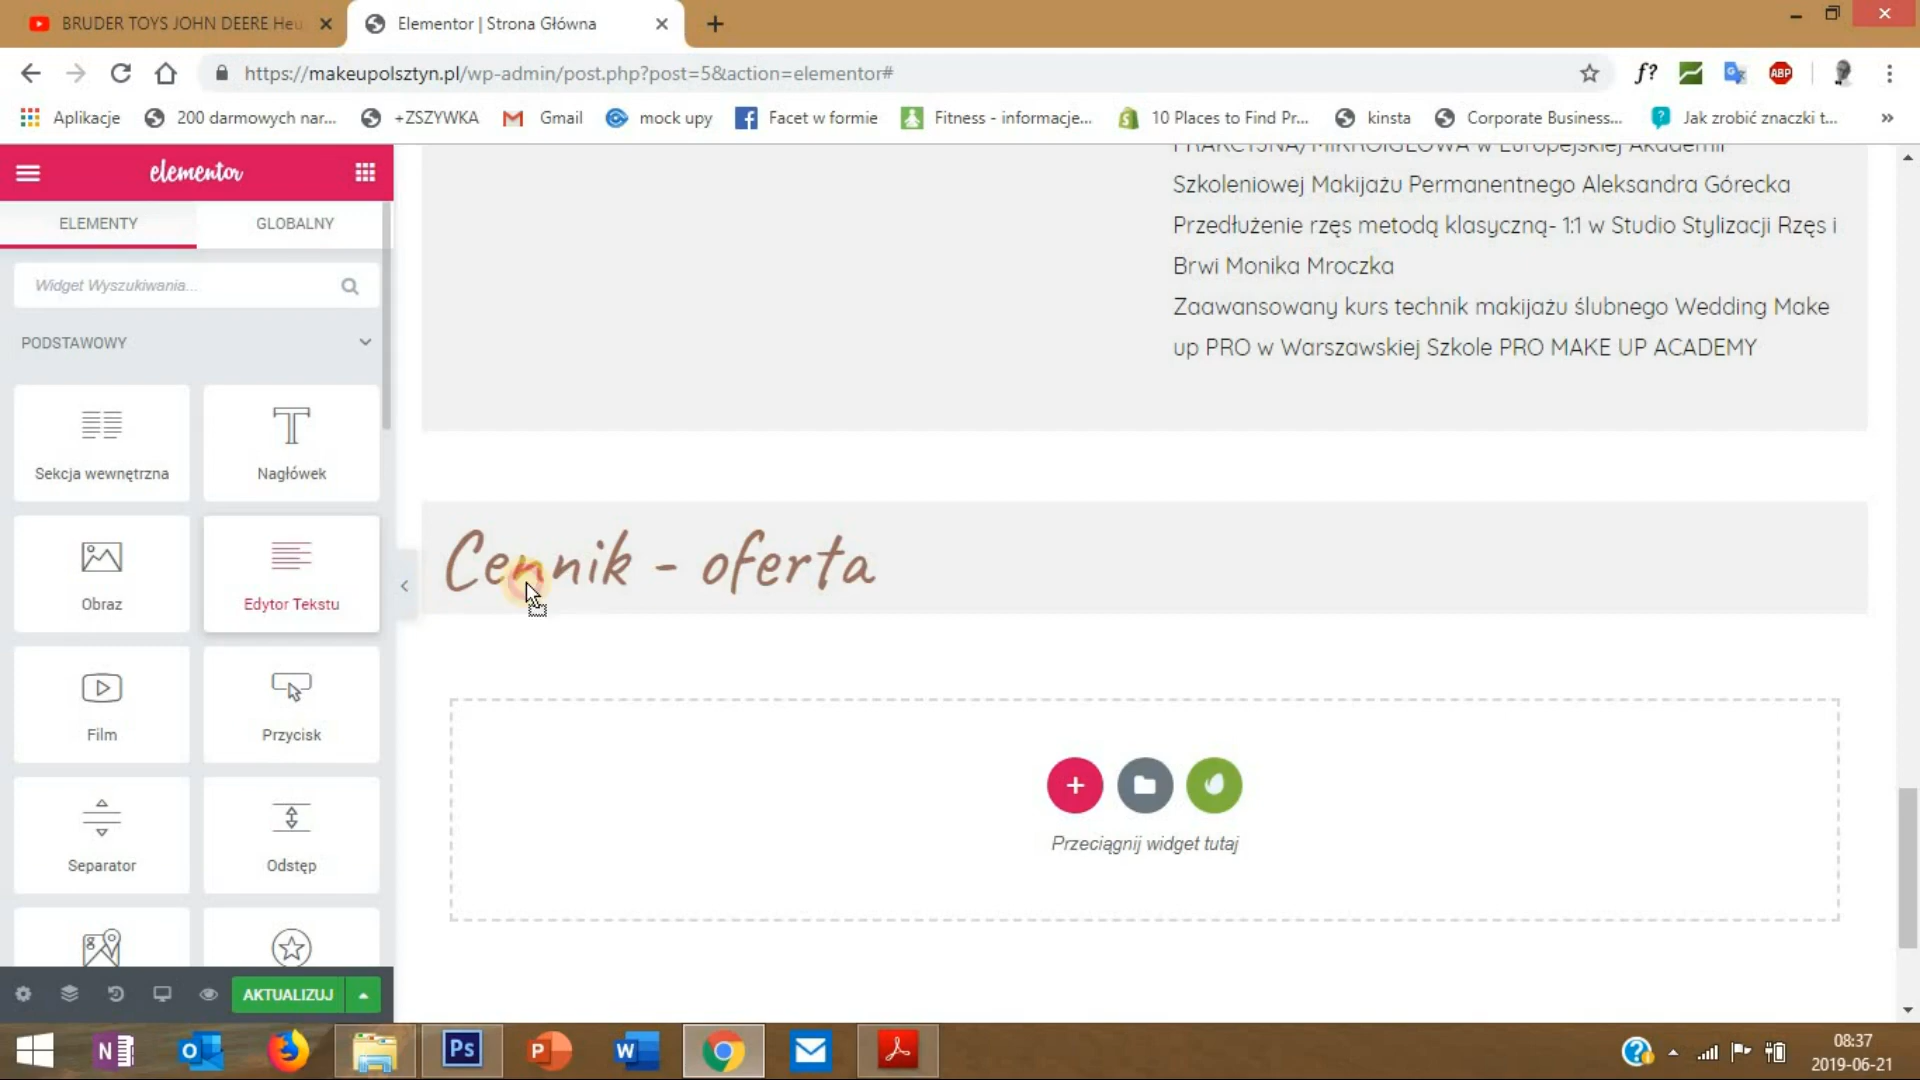 BRUDER TOYS JOHN DEERE Heu
Elementor | Strona Główna
https://makeupolsztyn.pl/wp-admin/post.php?post=5&action=elementor#
f?
ABP
Aplikacje
200 darmowych nar...
+ZSZYWKA
Gmail
mock upy
Facet w formie
Fitness - informacje...
10 Places to Find Pr...
kinsta
Corporate Business...
Jak zrobić znaczki t...
elementor
ELEMENTY
GLOBALNY
Widget Wyszukiwania...
PODSTAWOWY
Sekcja wewnętrzna
Nagłówek
Obraz
Edytor Tekstu
Film
Przycisk
Separator
Odstęp
AKTUALIZUJ
FRAKCYJNA/ MIKROIGŁOWA w Europejskiej Akademii
Szkoleniowej Makijażu Permanentnego Aleksandra Górecka
Przedłużenie rzęs metodą klasyczną- 1:1 w Studio Stylizacji Rzęs i
Brwi Monika Mroczka
Zaawansowany kurs technik makijażu ślubnego Wedding Make
up PRO w Warszawskiej Szkole PRO MAKE UP ACADEMY
Cennik - oferta
Przeciągnij widget tutaj
08:37
2019-06-21